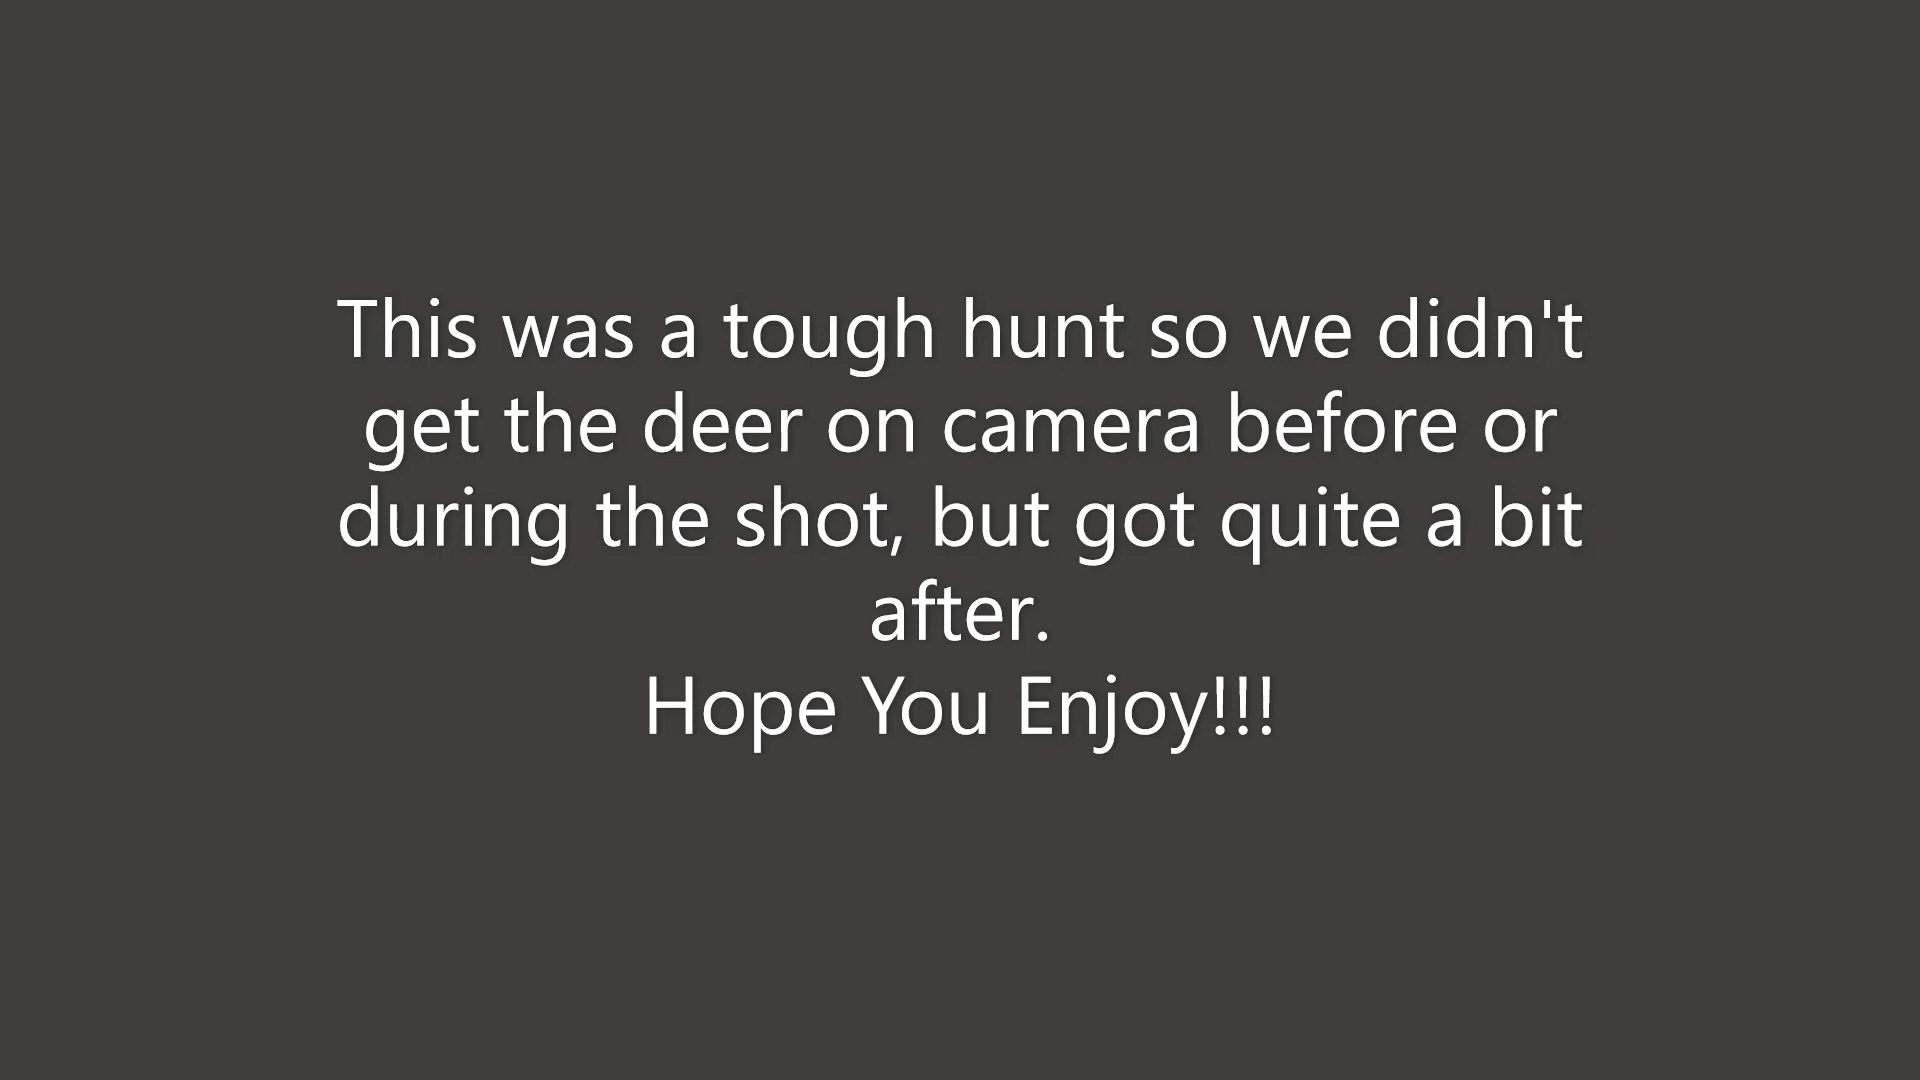 This was a tough hunt so we didn't
get the deer on camera before or
during the shot, but got quite a bit
after.
Hope You Enjoy!!!